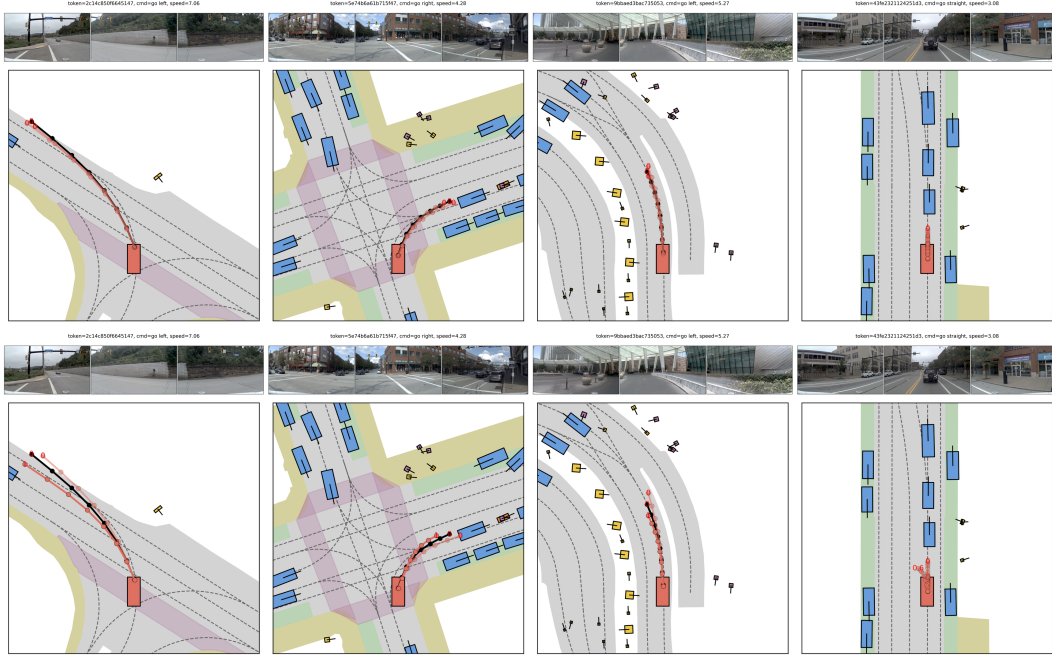 token=2c14c850f6645147, cmd=go left, speed=7.06
token=5e74b6a61b715f47, cmd=go right, speed=4.28
token=9bbaed3bac735053, cmd=go left, speed=5.27
token=43fe2321124251d3, cmd=go straight, speed=3.08
token=2c14c850f6645147, cmd=go left, speed=7.06
token=5e74b6a61b715f47, cmd=go right, speed=4.28
token=9bbaed3bac735053, cmd=go left, speed=5.27
token=43fe2321124251d3, cmd=go straight, speed=3.08